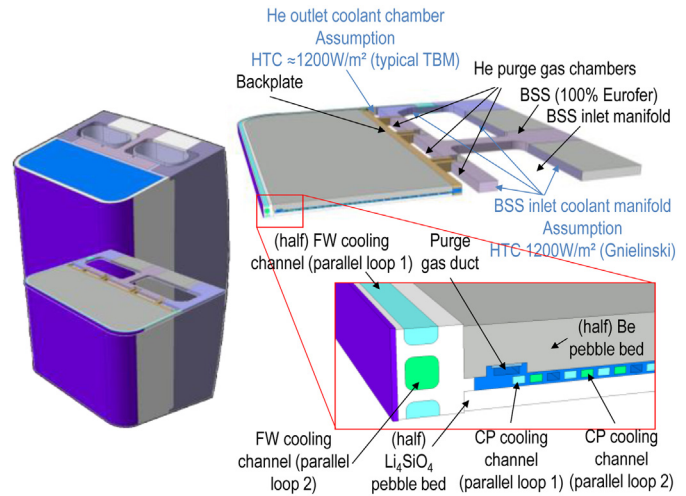 He outlet coolant chamber
Assumption
HTC ≈1200W/m² (typical TBM)
Backplate
He purge gas chambers
BSS (100% Eurofer)
BSS inlet manifold
BSS inlet coolant manifold
Assumption
HTC 1200W/m² (Gnielinski)
(half) FW cooling
channel (parallel loop 1)
Purge
gas duct
(half) Be
pebble bed
FW cooling
channel (parallel
loop 2)
(half)
Li₄SiO₄
pebble bed
CP cooling
channel
(parallel loop 1)
CP cooling
channel
(parallel loop 2)